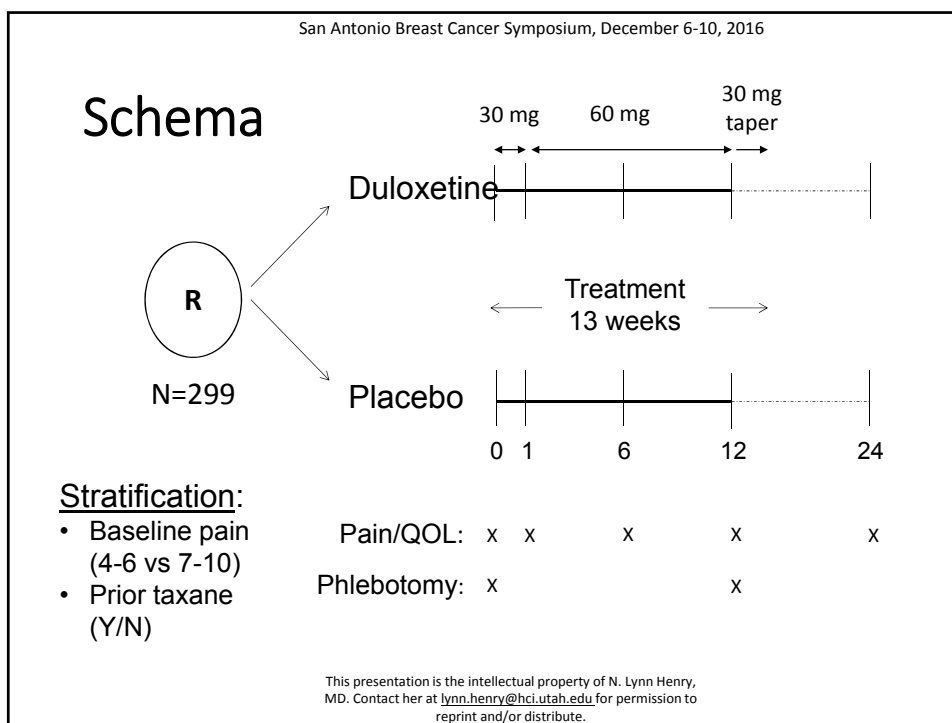 San Antonio Breast Cancer Symposium, December 6-10, 2016
Schema
30 mg
60 mg
30 mg
taper
Duloxetine
R
N=299
Treatment
13 weeks
Placebo
0 1 6 12 24
Stratification:
• Baseline pain
(4-6 vs 7-10)
• Prior taxane
(Y/N)
Pain/QOL: x x x x x
Phlebotomy: x x
This presentation is the intellectual property of N. Lynn Henry,
MD. Contact her at lynn.henry@hci.utah.edu for permission to
reprint and/or distribute.